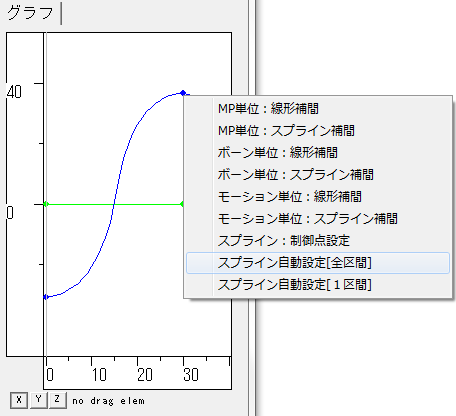 グラフ
40
0
0
10
20
30
X Y Z no drag elem
MP単位：線形補間
MP単位：スプライン補間
ボーン単位：線形補間
ボーン単位：スプライン補間
モーション単位：線形補間
モーション単位：スプライン補間
スプライン：制御点設定
スプライン自動設定[全区間]
スプライン自動設定[１区間]